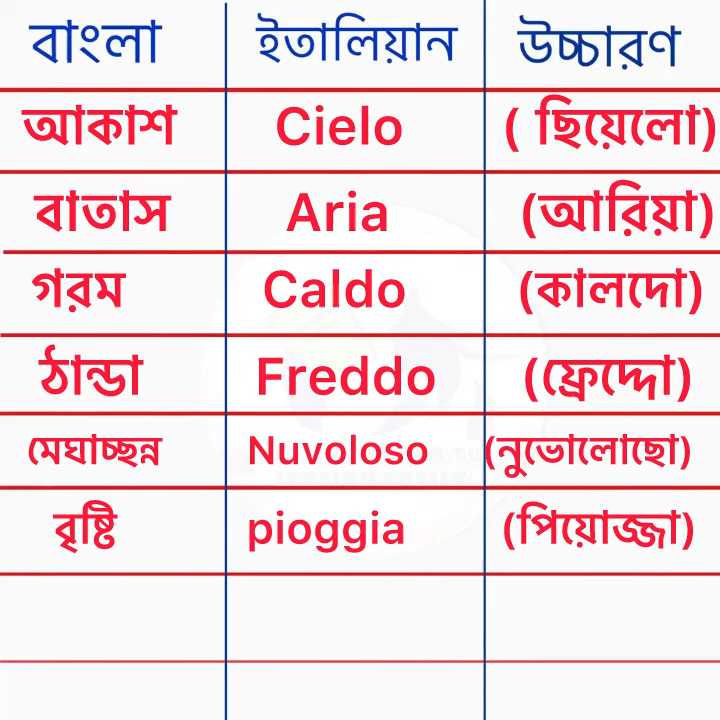 বাংলা ইতালিয়ান উচ্চারণ
আকাশ Cielo ( ছিয়েলো)
বাতাস Aria (আরিয়া)
গরম Caldo (কালদো)
ঠান্ডা Freddo (ফ্রেদ্দো)
মেঘাচ্ছন্ন Nuvoloso (নুভোলোছো)
বৃষ্টি pioggia (পিয়োজ্জা)